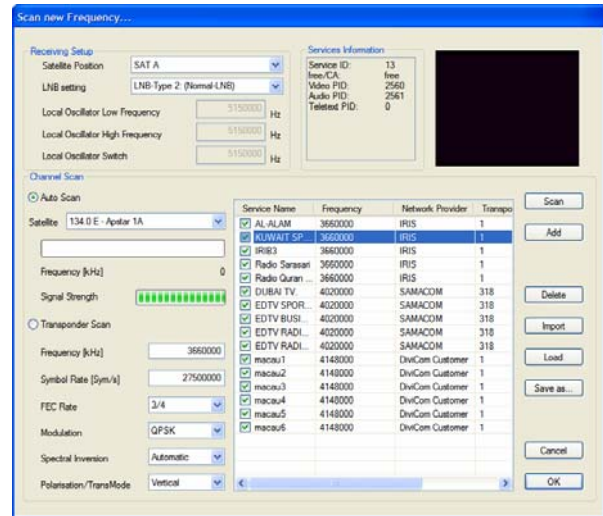 Scan new Frequency...
Receiving Setup
Satellite Position SAT A
LNB setting LNB-Type 2: (Normal-LNB)
Local Oscillator Low Frequency 5150000 Hz
Local Oscillator High Frequency 5150000 Hz
Local Oscillator Switch 5150000 Hz
Services Information
Service ID: 13
free/CA: free
Video PID: 2560
Audio PID: 2561
Teletext PID: 0
Channel Scan
Auto Scan
Satellite 134.0 E - Apstar 1A
Frequency [kHz] 0
Signal Strength
Transponder Scan
Frequency [kHz] 3660000
Symbol Rate [Sym/s] 27500000
FEC Rate 3/4
Modulation QPSK
Spectral Inversion Automatic
Polarisation/TransMode Vertical
Service Name Frequency Network Provider Transpo
AL-ALAM 3660000 IRIS 1
KUWAIT SP... 3660000 IRIS 1
IRIB3 3660000 IRIS 1
Radio Sarasari 3660000 IRIS 1
Radio Quran ... 3660000 IRIS 1
DUBAI TV. 4020000 SAMACOM 318
EDTV SPOR... 4020000 SAMACOM 318
EDTV BUSI... 4020000 SAMACOM 318
EDTV RADI... 4020000 SAMACOM 318
EDTV RADI... 4020000 SAMACOM 318
macau1 4148000 DiviCom Customer 1
macau2 4148000 DiviCom Customer 1
macau3 4148000 DiviCom Customer 1
macau4 4148000 DiviCom Customer 1
macau5 4148000 DiviCom Customer 1
macau6 4148000 DiviCom Customer 1
Scan
Add
Delete
Import
Load
Save as...
Cancel
OK